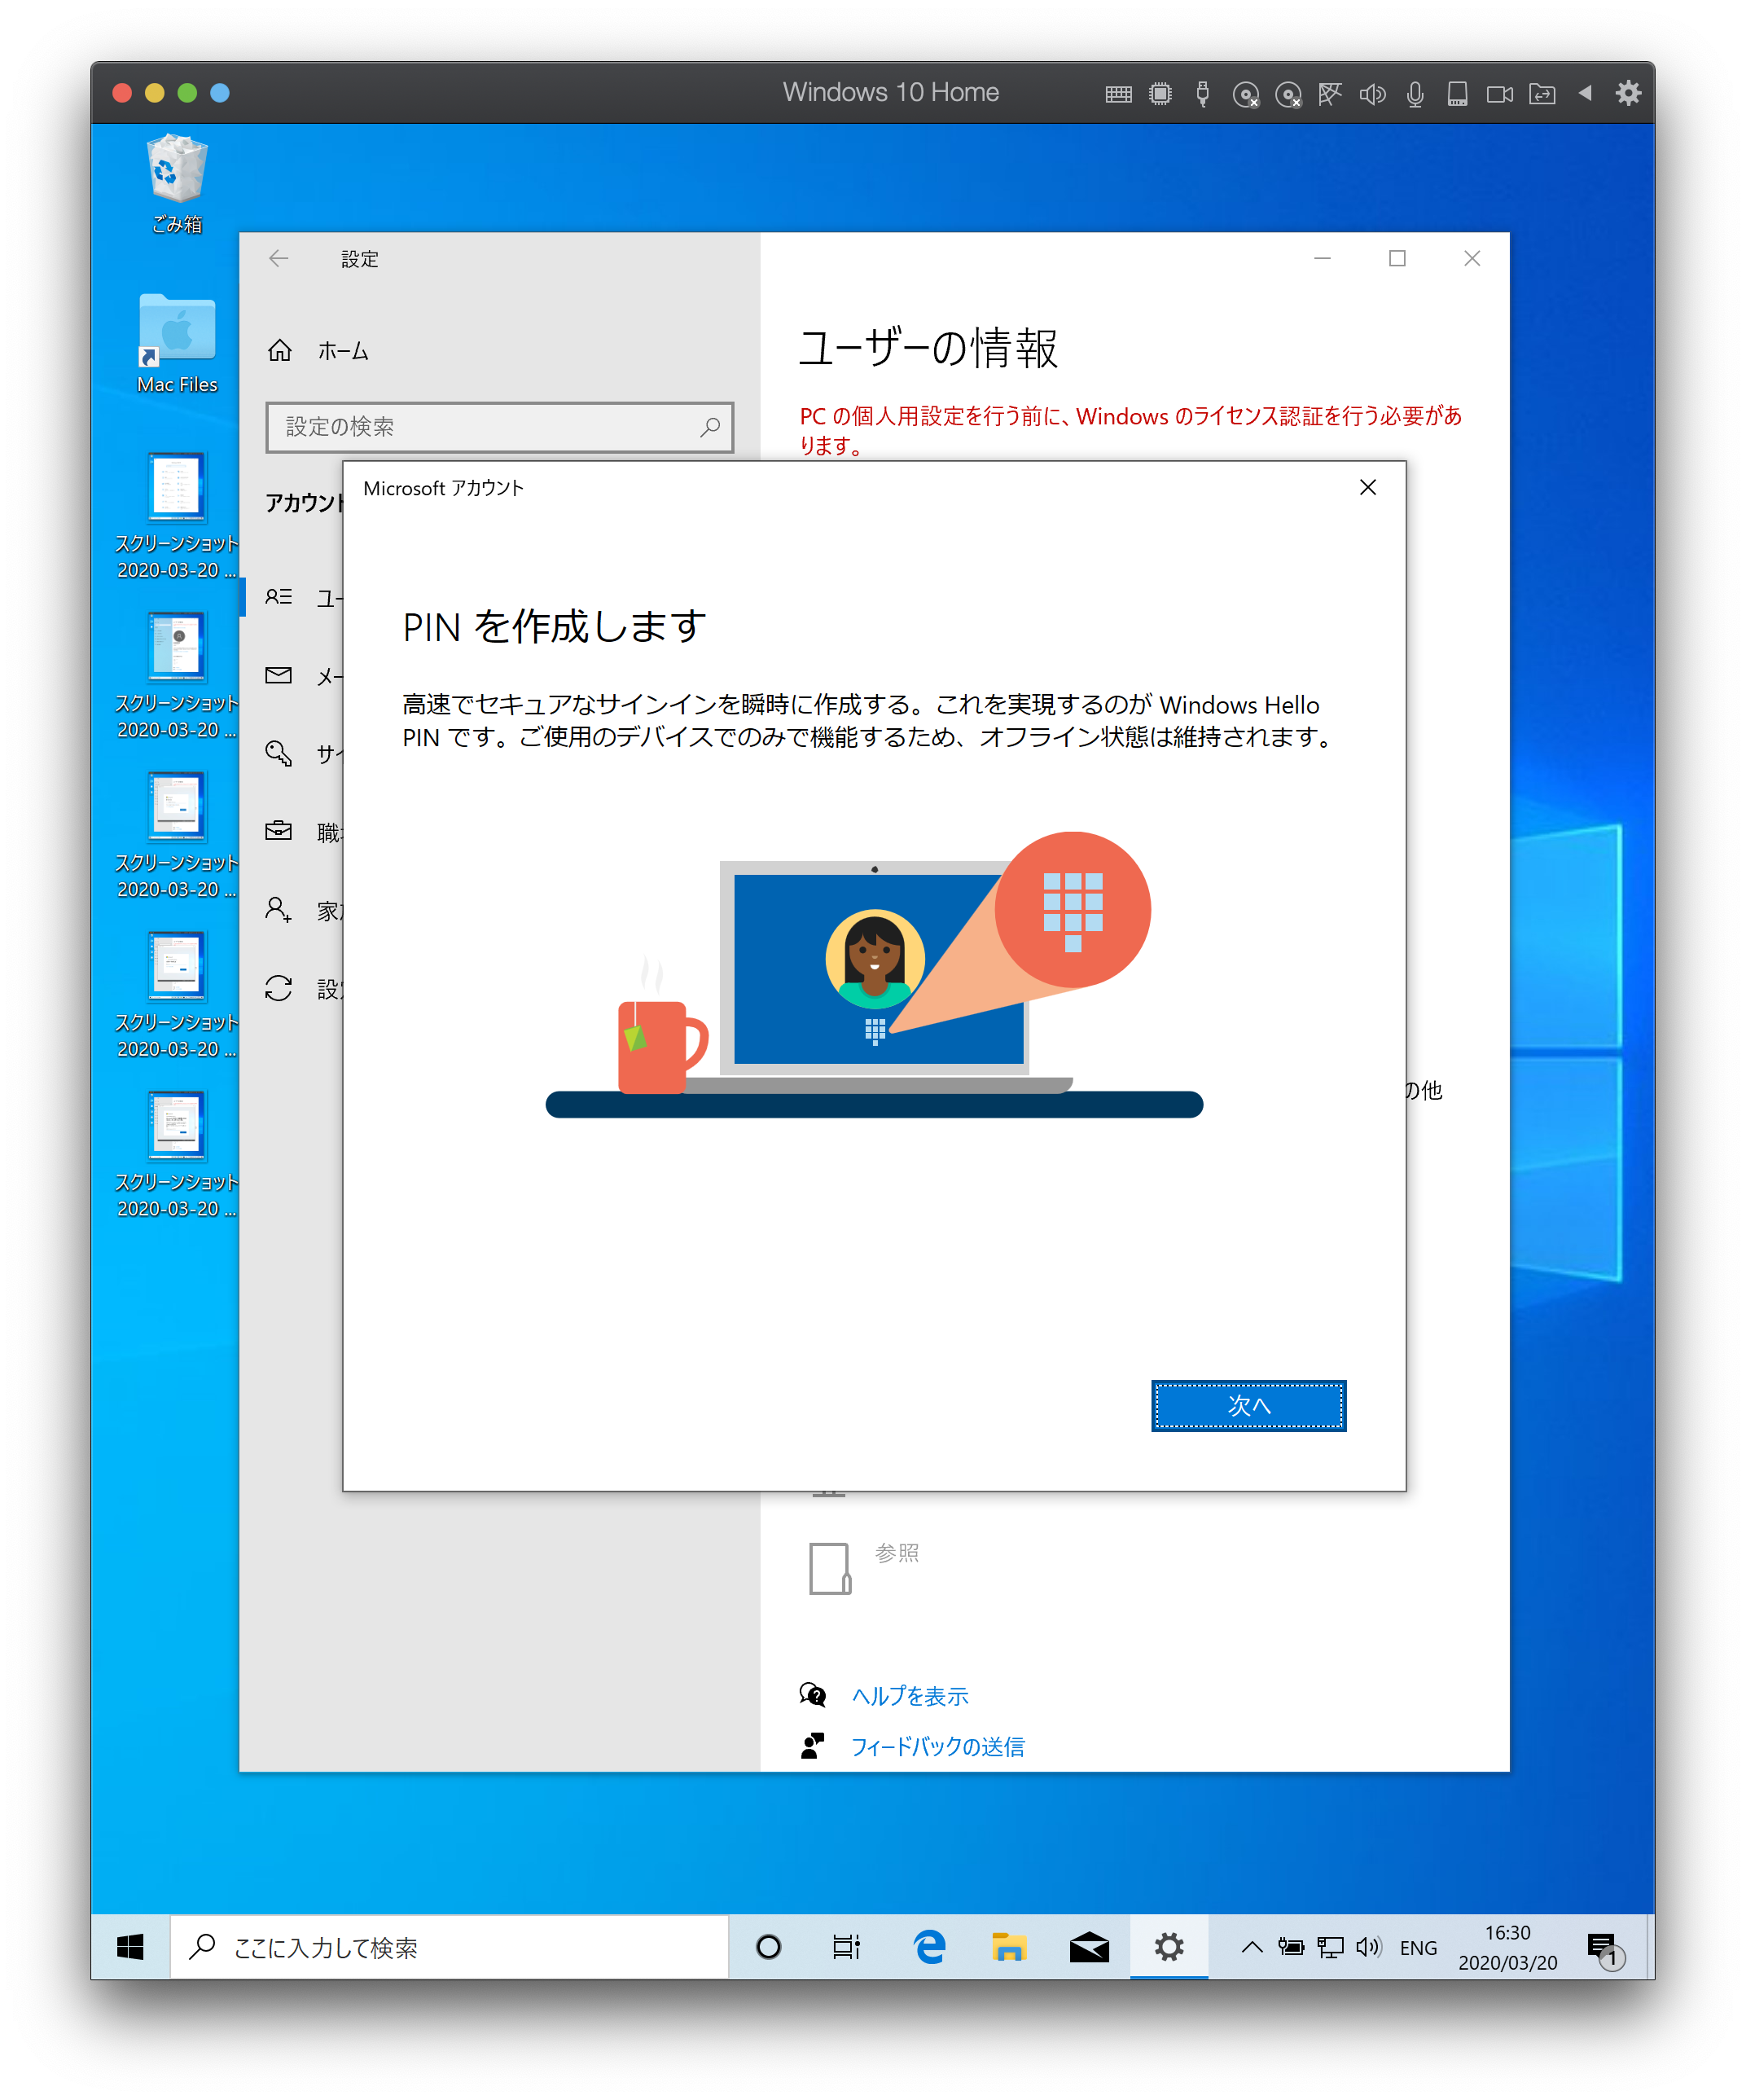 Windows 10 Home
ごみ箱
Mac Files
スクリーンショット
2020-03-20 ...
スクリーンショット
2020-03-20 ...
スクリーンショット
2020-03-20 ...
スクリーンショット
2020-03-20 ...
スクリーンショット
2020-03-20 ...
設定
ホーム
設定の検索
アカウント
ユー
メー
サイ
職
家
設
ユーザーの情報
PC の個人用設定を行う前に、Windows のライセンス認証を行う必要があ
ります。
Microsoft アカウント
PIN を作成します
高速でセキュアなサインインを瞬時に作成する。これを実現するのが Windows Hello
PIN です。ご使用のデバイスでのみで機能するため、オフライン状態は維持されます。
の他
次へ
参照
ヘルプを表示
フィードバックの送信
ここに入力して検索
ENG
16:30
2020/03/20
1